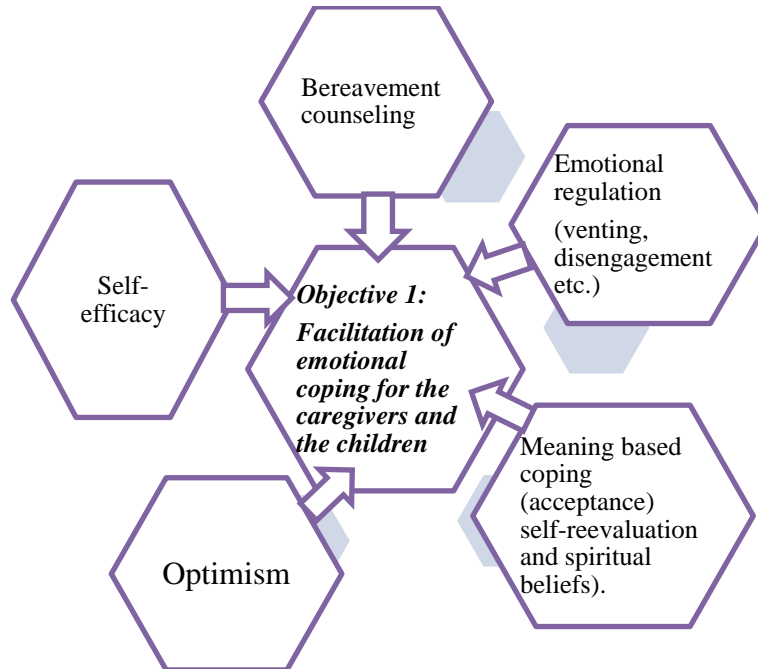 Bereavement
counseling
Emotional
regulation
(venting,
disengagement
etc.)
Self-
efficacy
Objective 1:
Facilitation of
emotional
coping for the
caregivers and
the children
Meaning based
coping
(acceptance)
self-reevaluation
and spiritual
beliefs).
Optimism